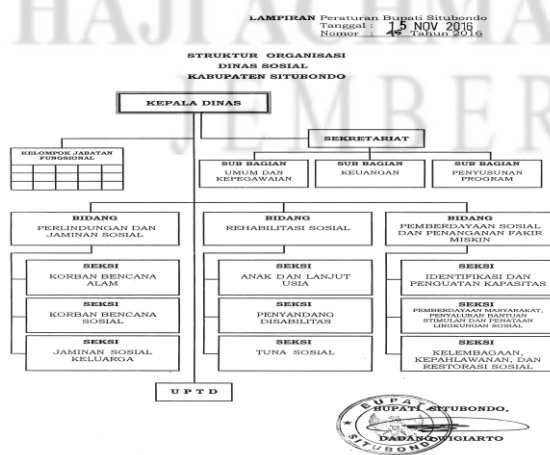 HAJI ACHMA
JEMBER
LAMPIRAN Peraturan Bupati Situbondo
Tanggal : 15 NOV 2016
Nomor : Tahun 2016
STRUKTUR ORGANISASI
DINAS SOSIAL
KABUPATEN SITUBONDO
KEPALA DINAS
SEKRETARIAT
KELOMPOK JABATAN
FUNGSIONAL
SUB BAGIAN
UMUM DAN
KEPEGAWAIAN
SUB BAGIAN
KEUANGAN
SUB BAGIAN
PENYUSUNAN
PROGRAM
BIDANG
PERLINDUNGAN DAN
JAMINAN SOSIAL
BIDANG
REHABILITASI SOSIAL
BIDANG
PEMBERDAYAAN SOSIAL
DAN PENANGANAN FAKIR
MISKIN
SEKSI
KORBAN BENCANA
ALAM
SEKSI
ANAK DAN LANJUT
USIA
SEKSI
IDENTIFIKASI DAN
PENGUATAN KAPASITAS
SEKSI
KORBAN BENCANA
SOSIAL
SEKSI
PENYANDANG
DISABILITAS
SEKSI
PEMBERDAYAAN MASYARAKAT,
PENYALURAN BANTUAN
STIMULAN DAN PENATAAN
LINGKUNGAN SOSIAL
SEKSI
JAMINAN SOSIAL
KELUARGA
SEKSI
TUNA SOSIAL
SEKSI
KELEMBAGAAN,
KEPAHLAWANAN, DAN
RESTORASI SOSIAL
UPTD
BUPATI SITUBONDO,
DADANG WIGIARTO
BUPATI
SITUBONDO